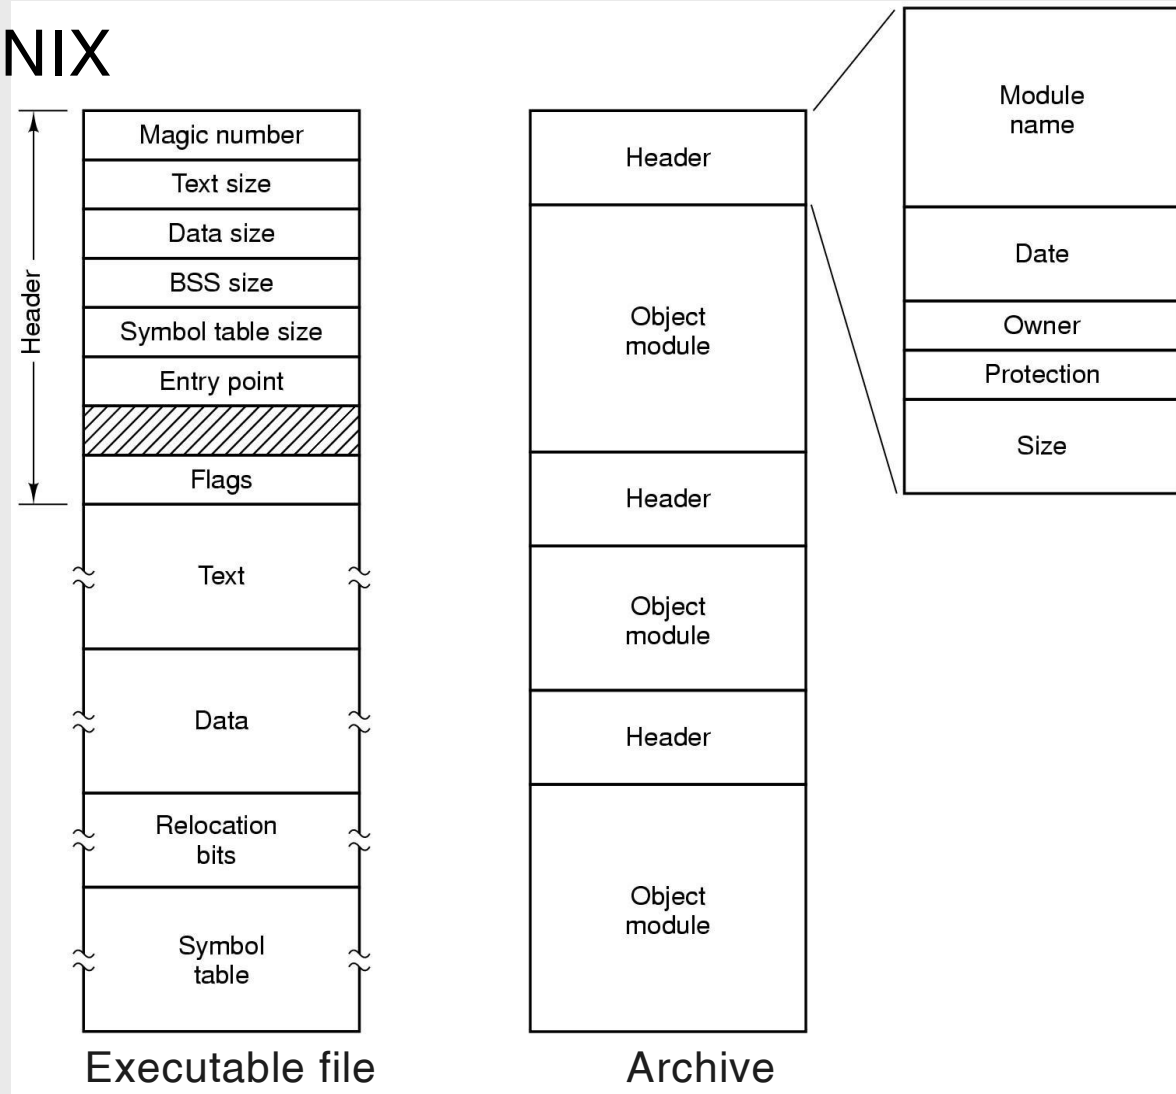 NIX
Header
Magic number
Text size
Data size
BSS size
Symbol table size
Entry point
Flags
Text
Data
Relocation
bits
Symbol
table
Executable file
Header
Object
module
Header
Object
module
Header
Object
module
Archive
Module
name
Date
Owner
Protection
Size